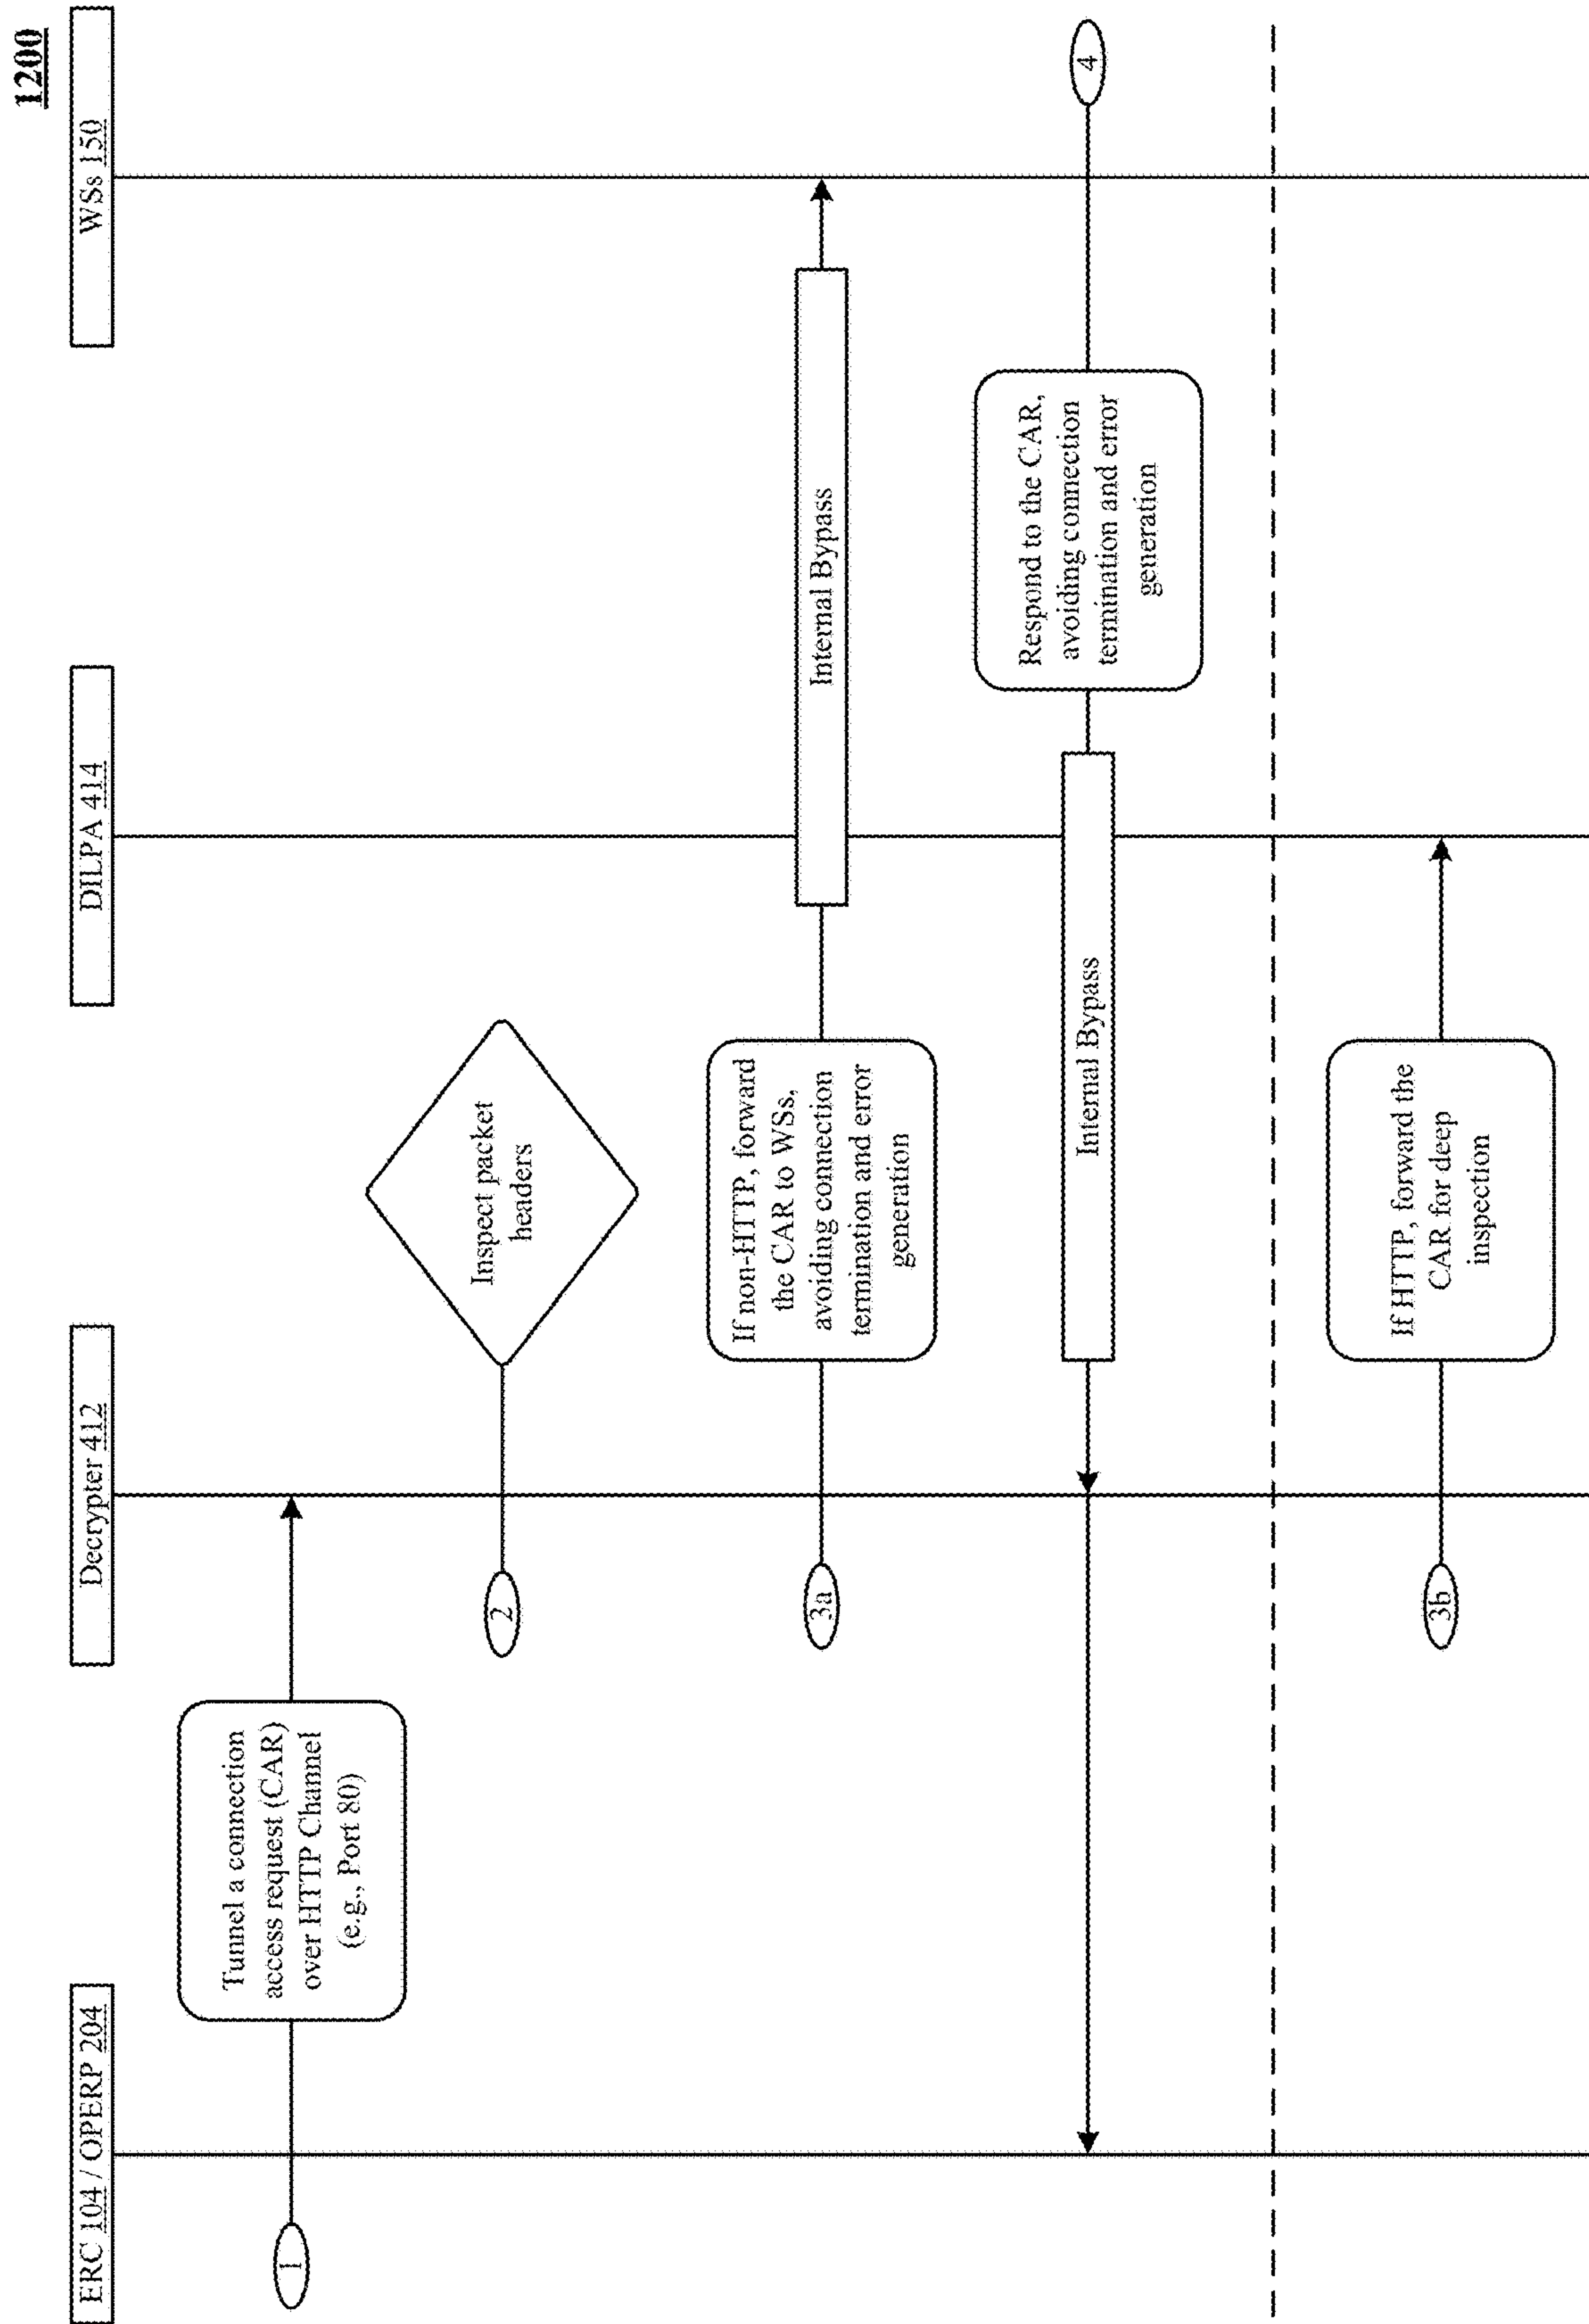 1200
ERC 104 / OPERP 204
Decrypter 412
DILPA 414
WSs 150
1
Tunnel a connection
access request (CAR)
over HTTP Channel
(e.g., Port 80)
2
Inspect packet
headers
3a
If non-HTTP, forward
the CAR to WSs,
avoiding connection
termination and error
generation
Internal Bypass
4
Respond to the CAR,
avoiding connection
termination and error
generation
Internal Bypass
3b
If HTTP, forward the
CAR for deep
inspection